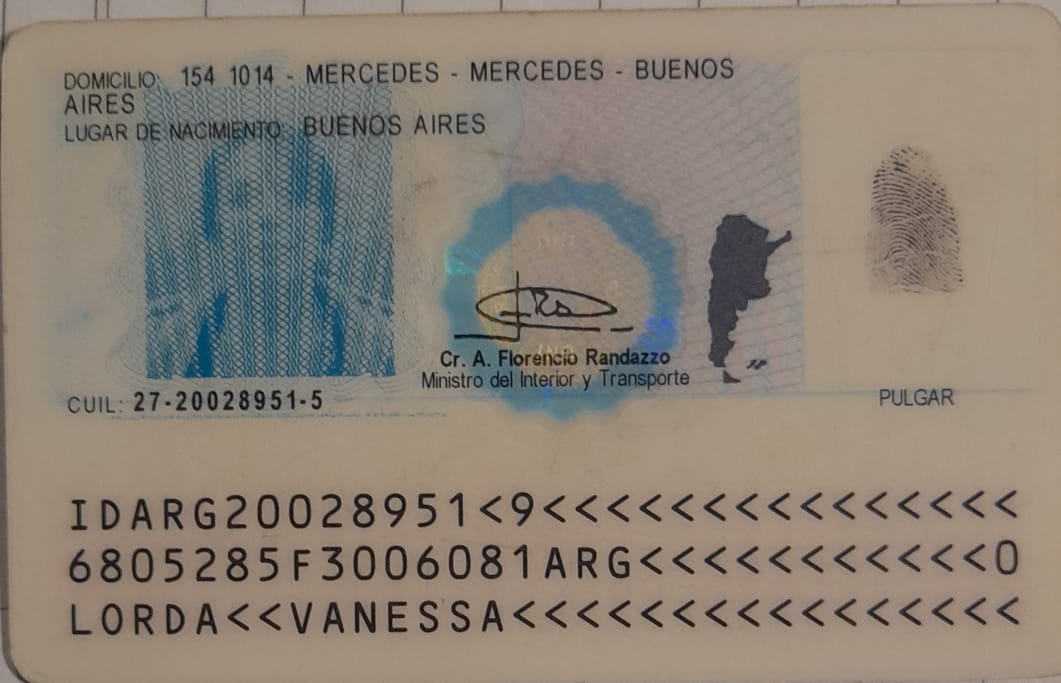 DOMICILIO: 154 1014 - MERCEDES - MERCEDES - BUENOS
AIRES
LUGAR DE NACIMIENTO: BUENOS AIRES
Cr. A. Florencio Randazzo
Ministro del Interior y Transporte
CUIL: 27-20028951-5
PULGAR
IDARG20028951<9<<<<<<<<<<<<<<<
6805285F3006081ARG<<<<<<<<<<<0
LORDA<<VANESSA<<<<<<<<<<<<<<<<